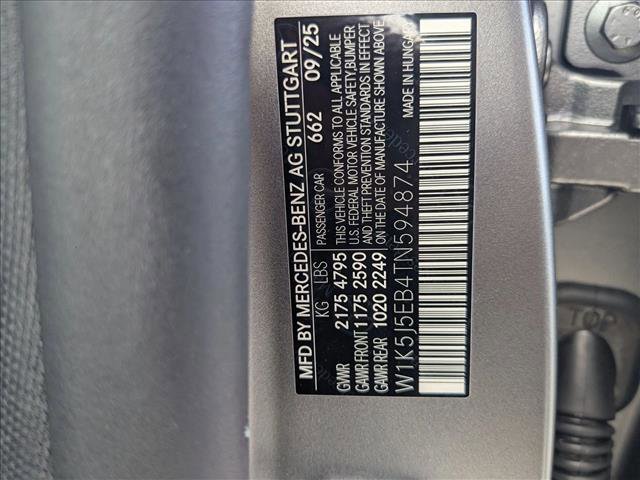 MFD BY MERCEDES-BENZ AG STUTTGART
KG LBS 662 09/25
PASSENGER CAR
GVWR 2175 4795 THIS VEHICLE CONFORMS TO ALL APPLICABLE
GAWR FRONT 1175 2590 U.S. FEDERAL MOTOR VEHICLE SAFETY, BUMPER
AND THEFT PREVENTION STANDARDS IN EFFECT
GAWR REAR 1020 2249 ON THE DATE OF MANUFACTURE SHOWN ABOVE
W1K5J5EB4TN594874 MADE IN HUNGARY
TOP